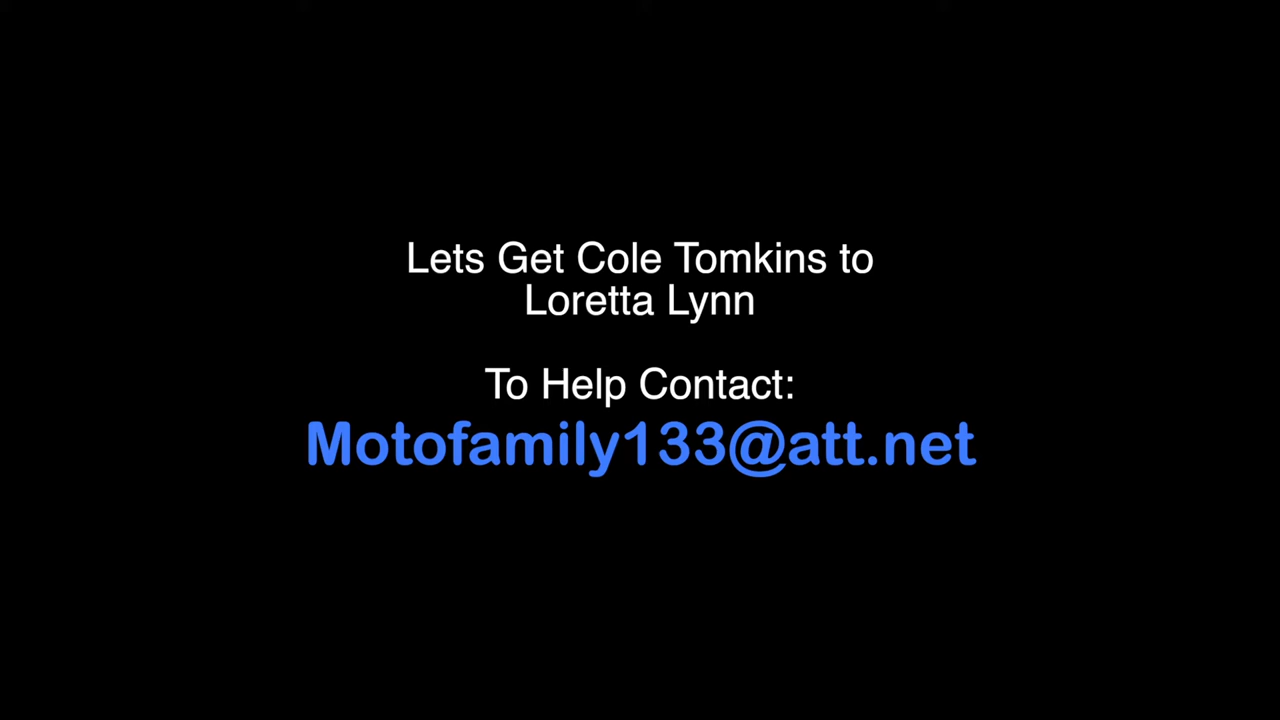 Lets Get Cole Tomkins to
Loretta Lynn
To Help Contact:
Motofamily133@att.net